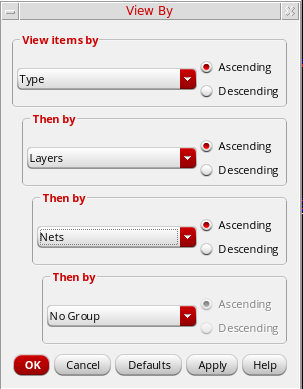 View By
View items by
Type
Ascending
Descending
Then by
Layers
Ascending
Descending
Then by
Nets
Ascending
Descending
Then by
No Group
Ascending
Descending
OK Cancel Defaults Apply Help